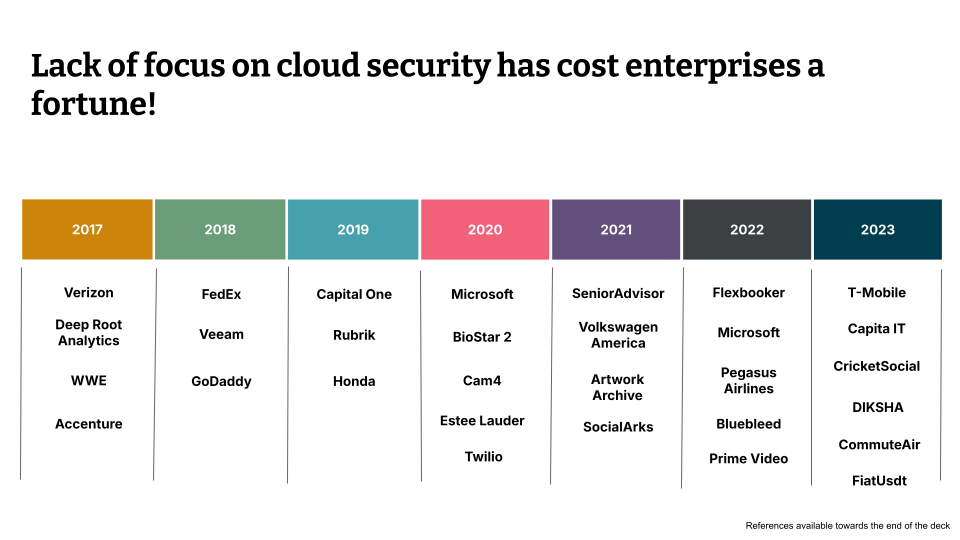 Lack of focus on cloud security has cost enterprises a
fortune!
2017
2018
2019
2020
2021
2022
2023
Verizon
Deep Root
Analytics
WWE
Accenture
FedEx
Veeam
GoDaddy
Capital One
Rubrik
Honda
Microsoft
BioStar 2
Cam4
Estee Lauder
Twilio
SeniorAdvisor
Volkswagen
America
Artwork
Archive
SocialArks
Flexbooker
Microsoft
Pegasus
Airlines
Bluebleed
Prime Video
T-Mobile
Capita IT
CricketSocial
DIKSHA
CommuteAir
FiatUsdt
References available towards the end of the deck